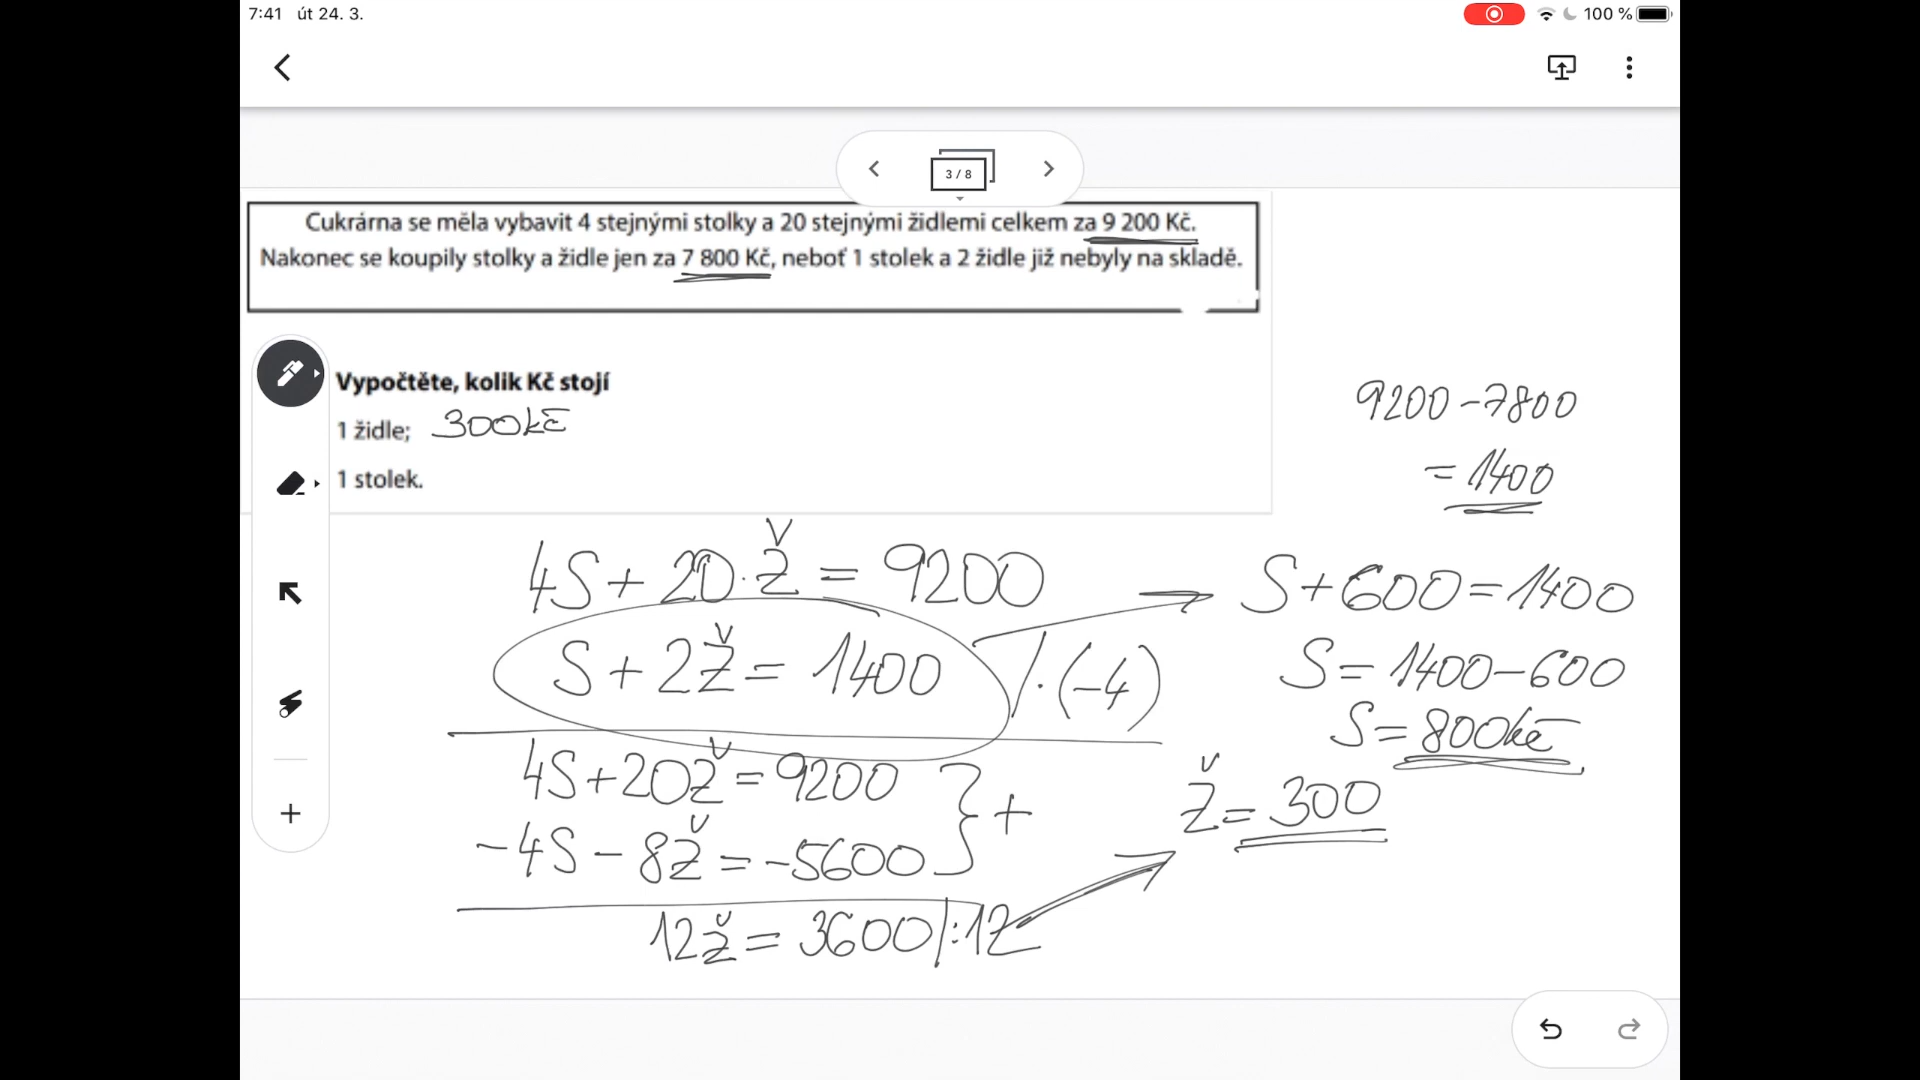 7:41 út 24. 3.
100 %
3 / 8
Cukrárna se měla vybavit 4 stejnými stolky a 20 stejnými židlemi celkem za 9 200 Kč.
Nakonec se koupily stolky a židle jen za 7 800 Kč, neboť 1 stolek a 2 židle již nebyly na skladě.
Vypočtěte, kolik Kč stojí
1 židle; 300kč
1 stolek.
9200-7800
= 1400
4S + 20·Ž = 9200
S + 2Ž = 1400 /·(-4)
4S+20Ž = 9200 } +
-4S - 8Ž = -5600
12Ž = 3600 /:12
Ž = 300
S+600=1400
S = 1400-600
S = 800kč